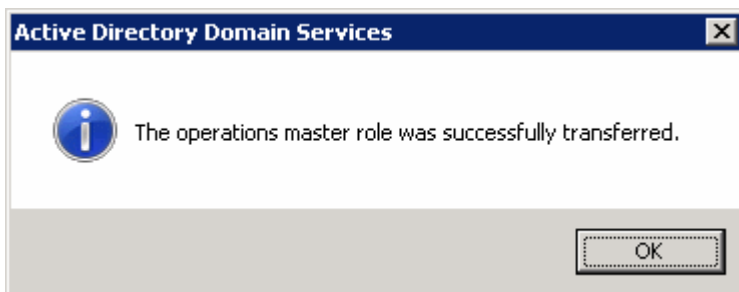 Active Directory Domain Services
The operations master role was successfully transferred.
OK